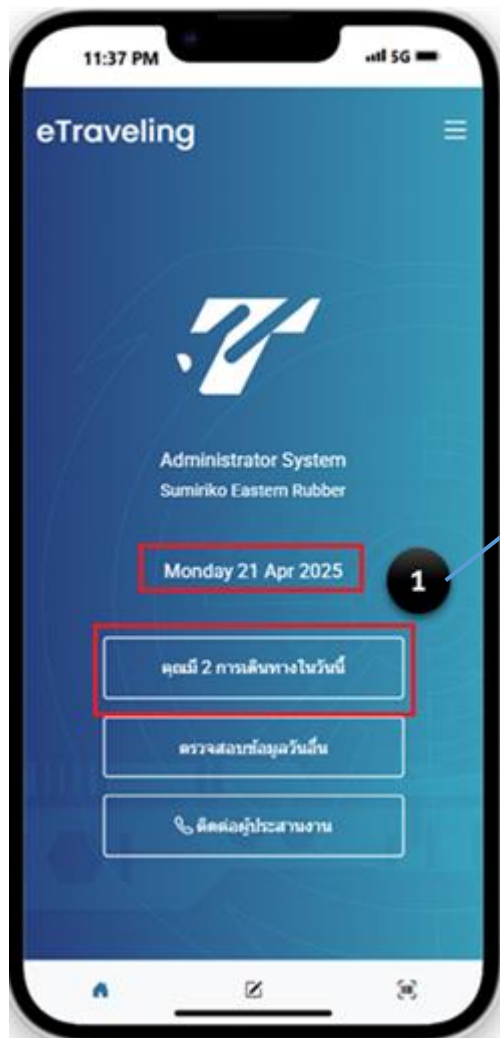 11:37 PM
5G
eTraveling
Administrator System
Sumiriko Eastern Rubber
Monday 21 Apr 2025
1
คุณมี 2 การเดินทางในวันนี้
ตรวจสอบข้อมูลวันอื่น
ติดต่อผู้ประสานงาน